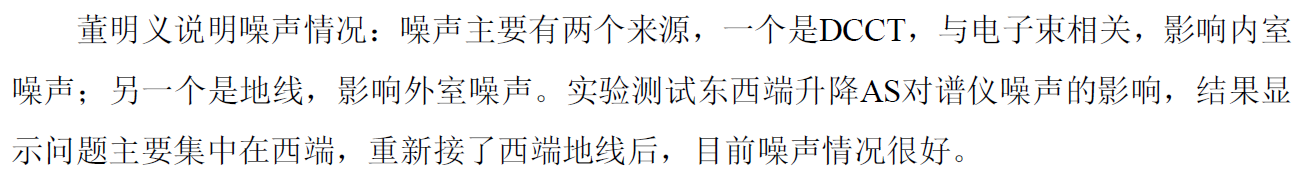 董明义说明噪声情况：噪声主要有两个来源，一个是DCCT，与电子束相关，影响内室
噪声；另一个是地线，影响外室噪声。实验测试东西端升降AS对谱仪噪声的影响，结果显
示问题主要集中在西端，重新接了西端地线后，目前噪声情况很好。